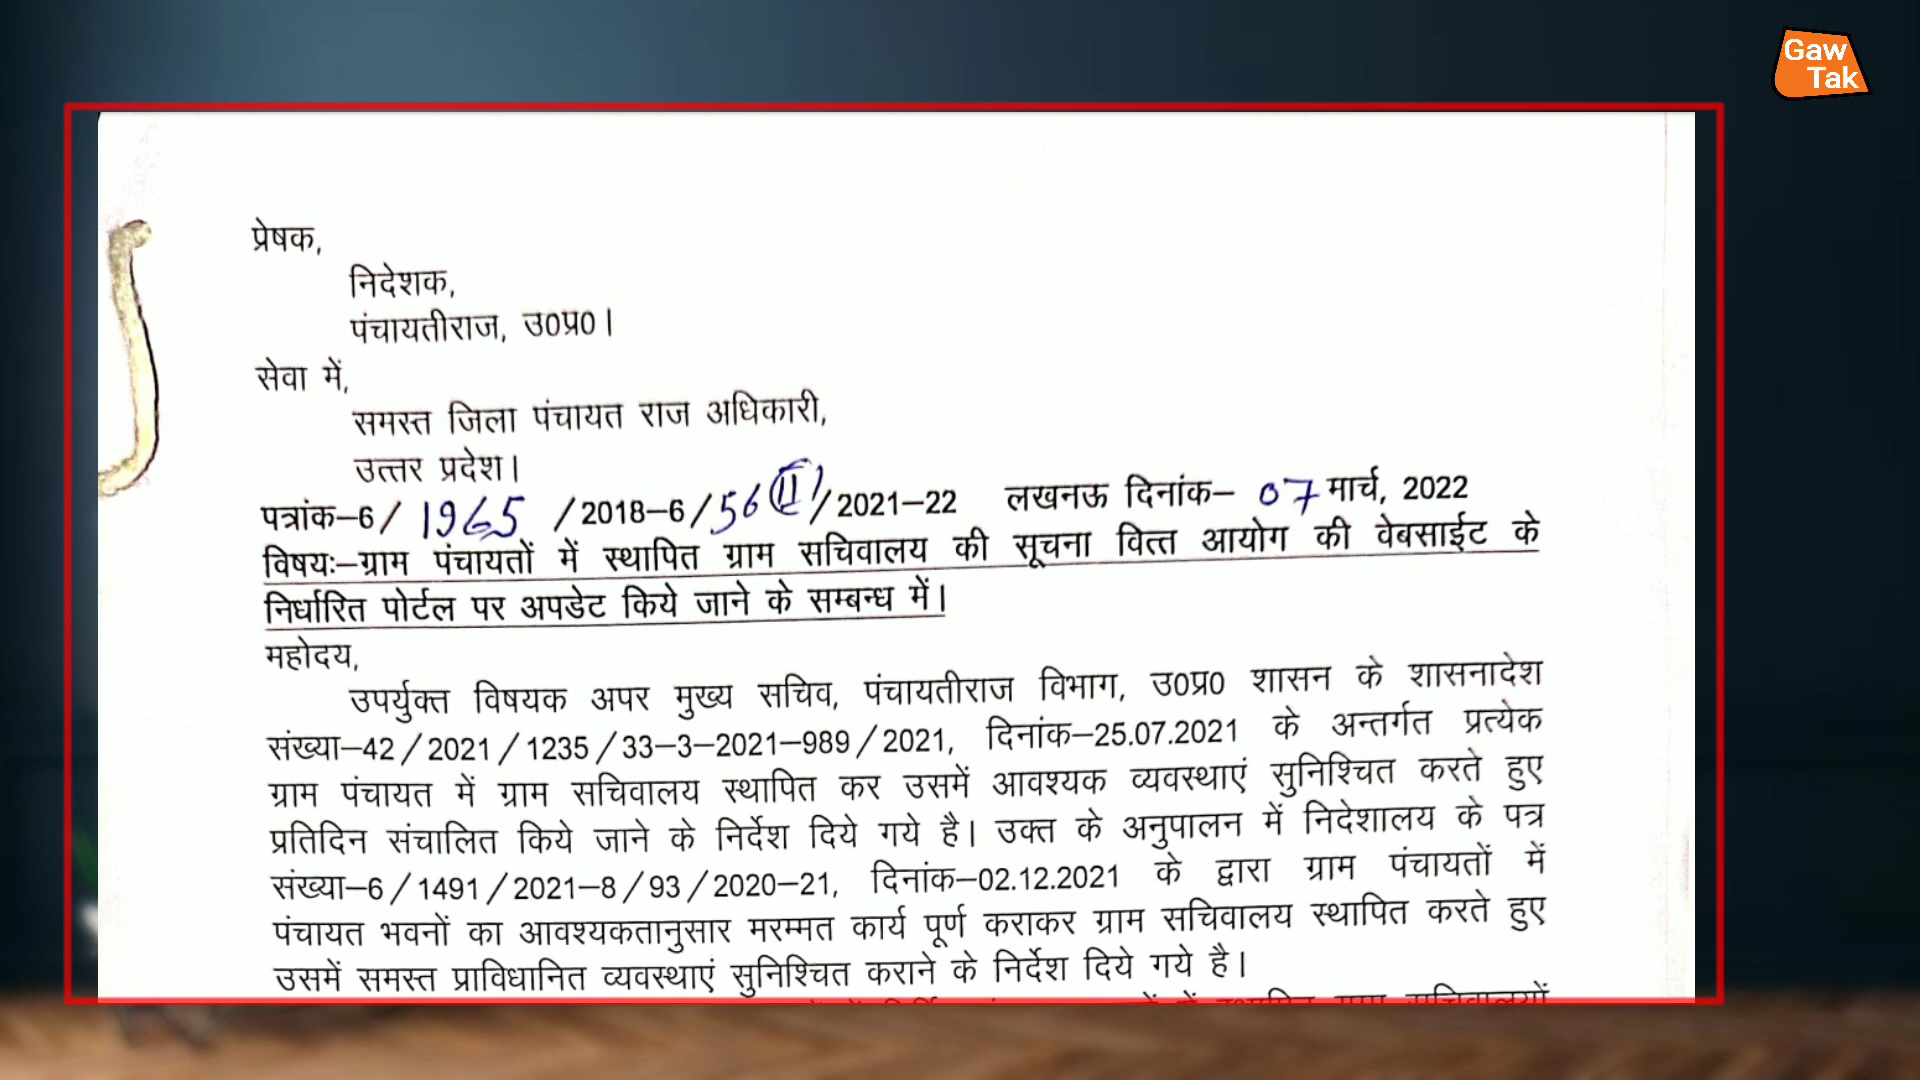 Gaw
Tak
प्रेषक,
निदेशक,
पंचायतीराज, उ0प्र0।
सेवा में,
समस्त जिला पंचायत राज अधिकारी,
उत्तर प्रदेश।
पत्रांक–6/ 1965 /2018–6/56(II)/2021–22 लखनऊ दिनांक– 07 मार्च, 2022
विषयः–ग्राम पंचायतों में स्थापित ग्राम सचिवालय की सूचना वित्त आयोग की वेबसाईट के
निर्धारित पोर्टल पर अपडेट किये जाने के सम्बन्ध में।
महोदय,
उपर्युक्त विषयक अपर मुख्य सचिव, पंचायतीराज विभाग, उ0प्र0 शासन के शासनादेश
संख्या–42/2021/1235/33–3–2021–989/2021, दिनांक–25.07.2021 के अन्तर्गत प्रत्येक
ग्राम पंचायत में ग्राम सचिवालय स्थापित कर उसमें आवश्यक व्यवस्थाएं सुनिश्चित करते हुए
प्रतिदिन संचालित किये जाने के निर्देश दिये गये है। उक्त के अनुपालन में निदेशालय के पत्र
संख्या–6/1491/2021–8/93/2020–21, दिनांक–02.12.2021 के द्वारा ग्राम पंचायतों में
पंचायत भवनों का आवश्यकतानुसार मरम्मत कार्य पूर्ण कराकर ग्राम सचिवालय स्थापित करते हुए
उसमें समस्त प्राविधानित व्यवस्थाएं सुनिश्चित कराने के निर्देश दिये गये है।